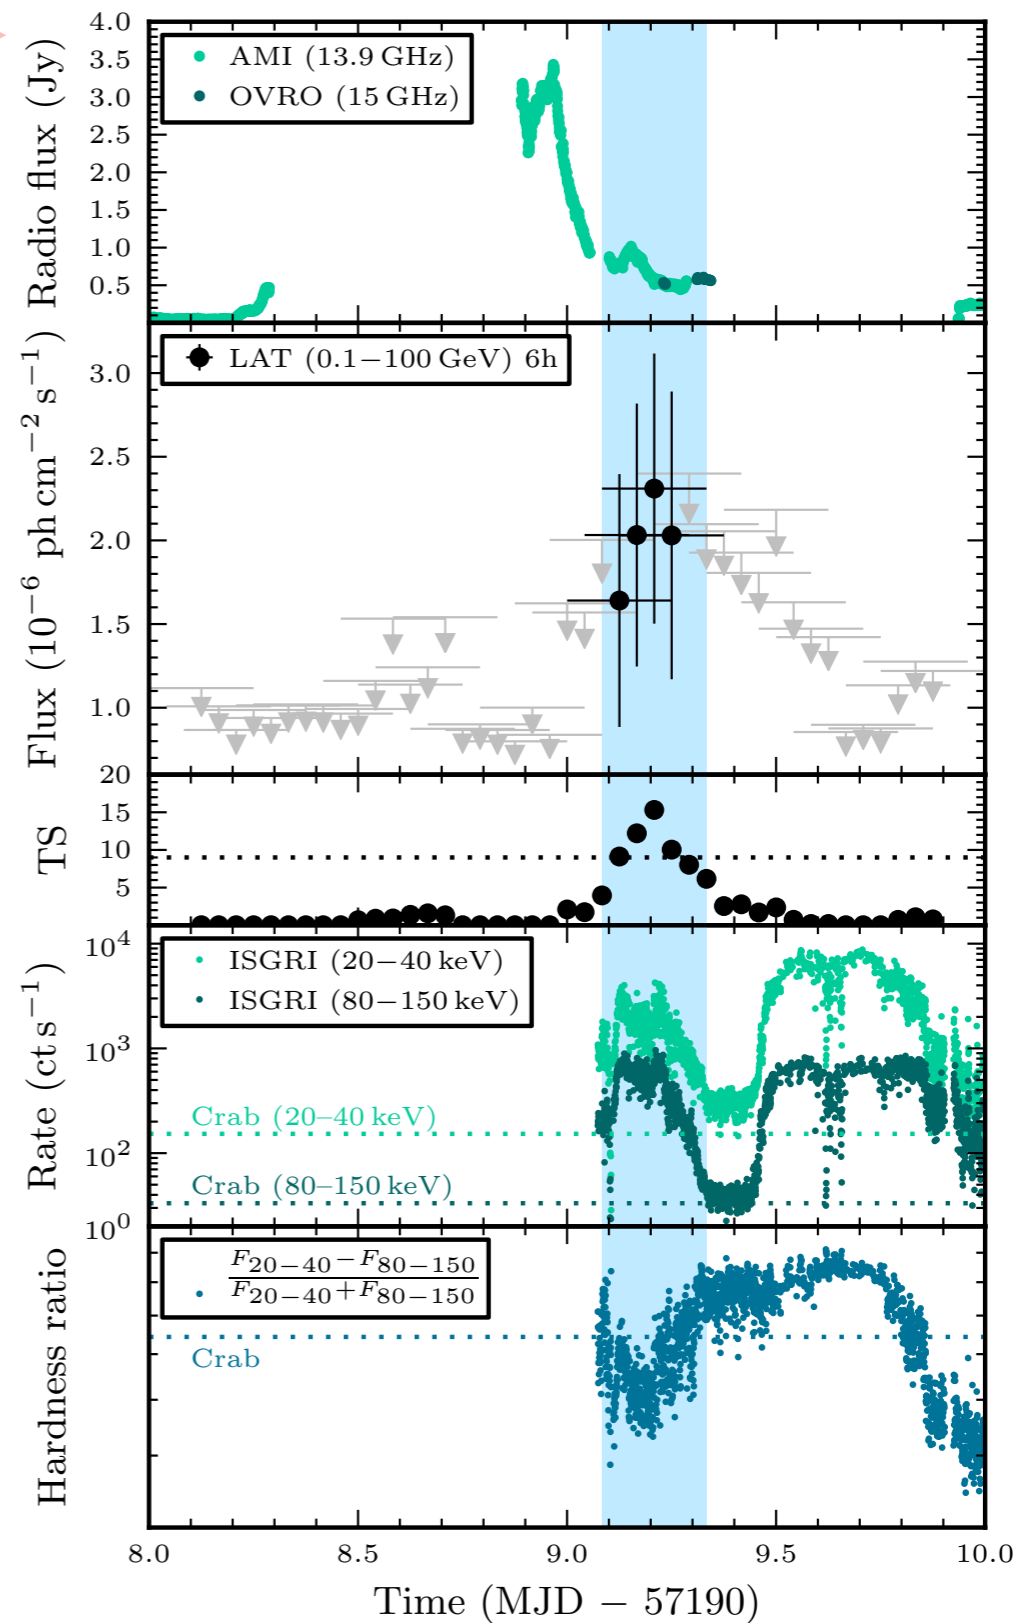 4.0
3.5
3.0
2.5
2.0
1.5
1.0
0.5
Radio flux (Jy)
AMI (13.9 GHz)
OVRO (15 GHz)
3.0
2.5
2.0
1.5
1.0
Flux (10⁻⁶ ph cm⁻² s⁻¹)
LAT (0.1−100 GeV) 6h
20
15
10
5
TS
10⁴
10³
10²
Rate (ct s⁻¹)
ISGRI (20−40 keV)
ISGRI (80−150 keV)
Crab (20–40 keV)
Crab (80–150 keV)
10⁰
Hardness ratio
F₂₀₋₄₀−F₈₀₋₁₅₀
F₂₀₋₄₀+F₈₀₋₁₅₀
Crab
8.0 8.5 9.0 9.5 10.0
Time (MJD − 57190)